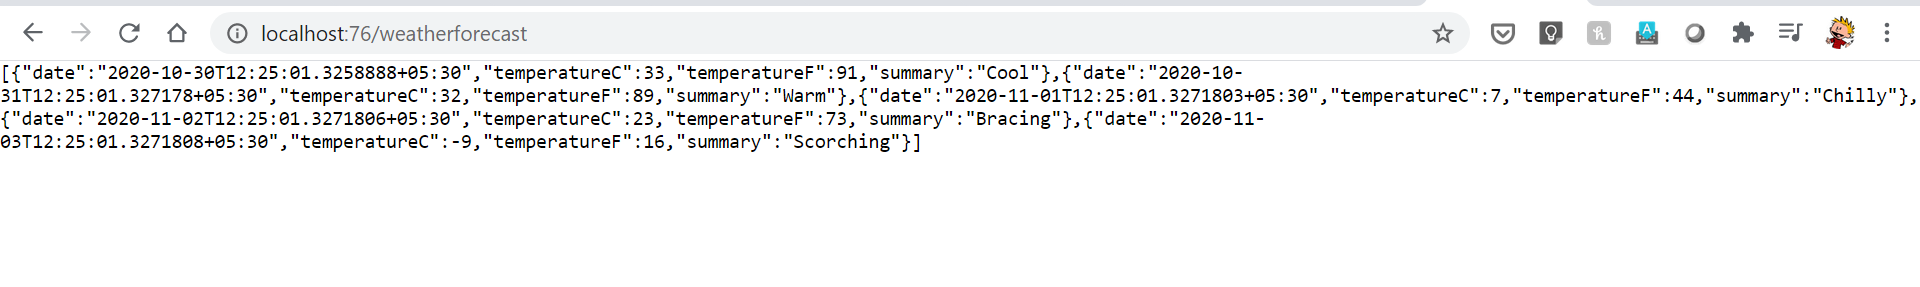 localhost:76/weatherforecast
[{"date":"2020-10-30T12:25:01.3258888+05:30","temperatureC":33,"temperatureF":91,"summary":"Cool"},{"date":"2020-10-
31T12:25:01.327178+05:30","temperatureC":32,"temperatureF":89,"summary":"Warm"},{"date":"2020-11-01T12:25:01.3271803+05:30","temperatureC":7,"temperatureF":44,"summary":"Chilly"},
{"date":"2020-11-02T12:25:01.3271806+05:30","temperatureC":23,"temperatureF":73,"summary":"Bracing"},{"date":"2020-11-
03T12:25:01.3271808+05:30","temperatureC":-9,"temperatureF":16,"summary":"Scorching"}]